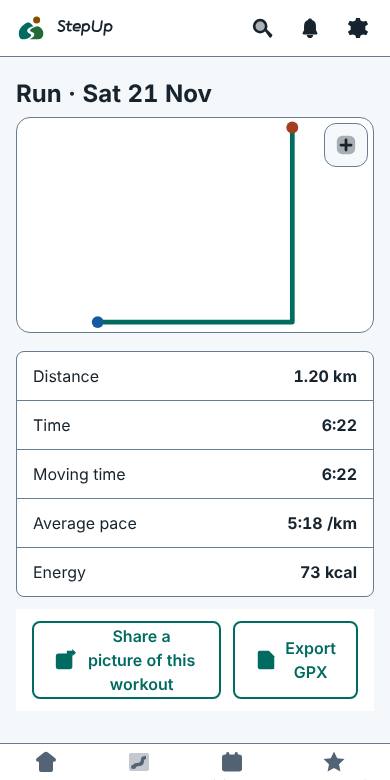 StepUp
Run · Sat 21 Nov
Distance 1.20 km
Time 6:22
Moving time 6:22
Average pace 5:18 /km
Energy 73 kcal
Share a
picture of this
workout
Export
GPX